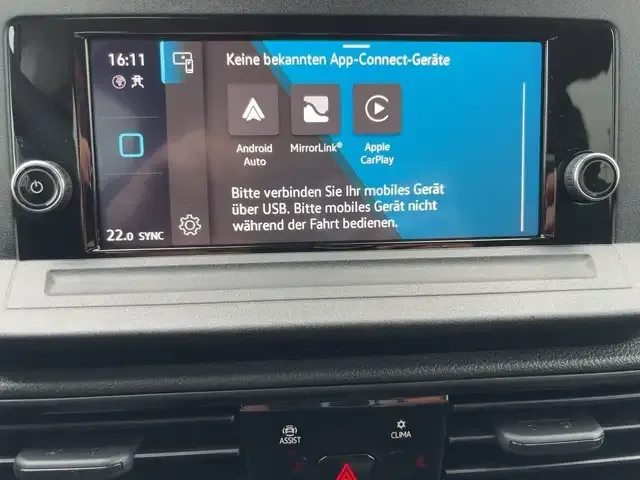 16:11
Keine bekannten App-Connect-Geräte
Android
Auto
MirrorLink®
Apple
CarPlay
Bitte verbinden Sie Ihr mobiles Gerät
über USB. Bitte mobiles Gerät nicht
während der Fahrt bedienen.
22.0 SYNC
ASSIST
CLIMA